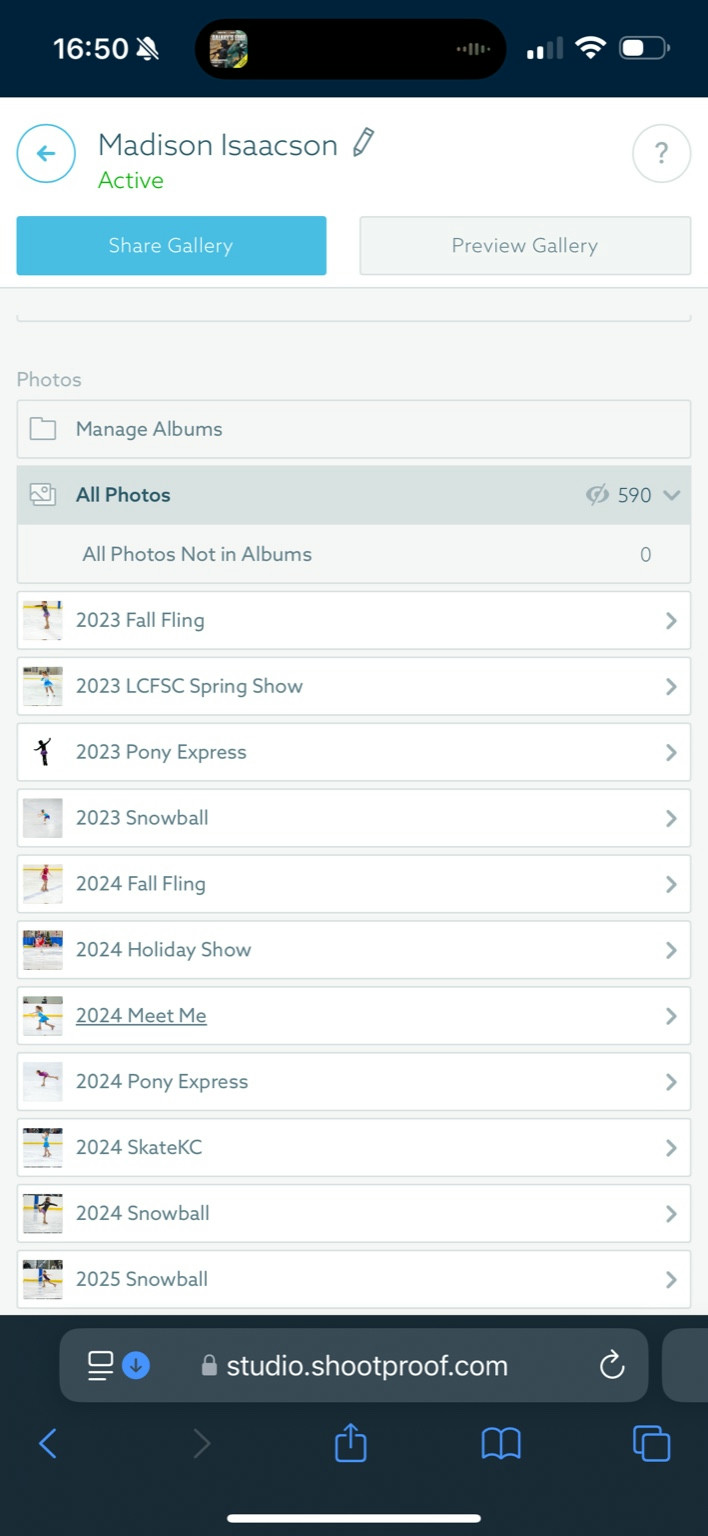 16:50
Madison Isaacson
?
Active
Share Gallery
Preview Gallery
Photos
Manage Albums
All Photos
590
All Photos Not in Albums
0
2023 Fall Fling
2023 LCFSC Spring Show
2023 Pony Express
2023 Snowball
2024 Fall Fling
2024 Holiday Show
2024 Meet Me
2024 Pony Express
2024 SkateKC
2024 Snowball
2025 Snowball
studio.shootproof.com